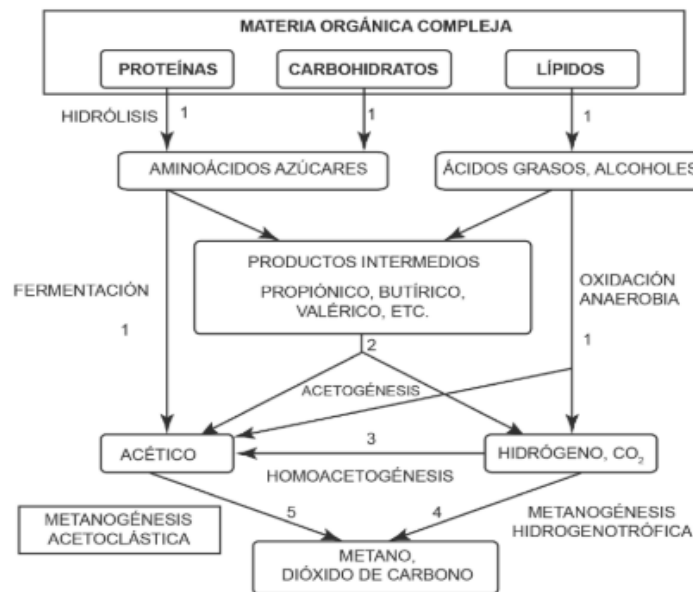 MATERIA ORGÁNICA COMPLEJA
PROTEÍNAS
CARBOHIDRATOS
LÍPIDOS
HIDRÓLISIS
1
1
1
AMINOÁCIDOS AZÚCARES
ÁCIDOS GRASOS, ALCOHOLES
PRODUCTOS INTERMEDIOS
PROPIÓNICO, BUTÍRICO,
VALÉRICO, ETC.
FERMENTACIÓN
1
OXIDACIÓN
ANAEROBIA
1
2
ACETOGÉNESIS
ACÉTICO
3
HOMOACETOGÉNESIS
HIDRÓGENO, CO₂
METANOGÉNESIS
ACETOCLÁSTICA
5
4
METANOGÉNESIS
HIDROGENOTRÓFICA
METANO,
DIÓXIDO DE CARBONO